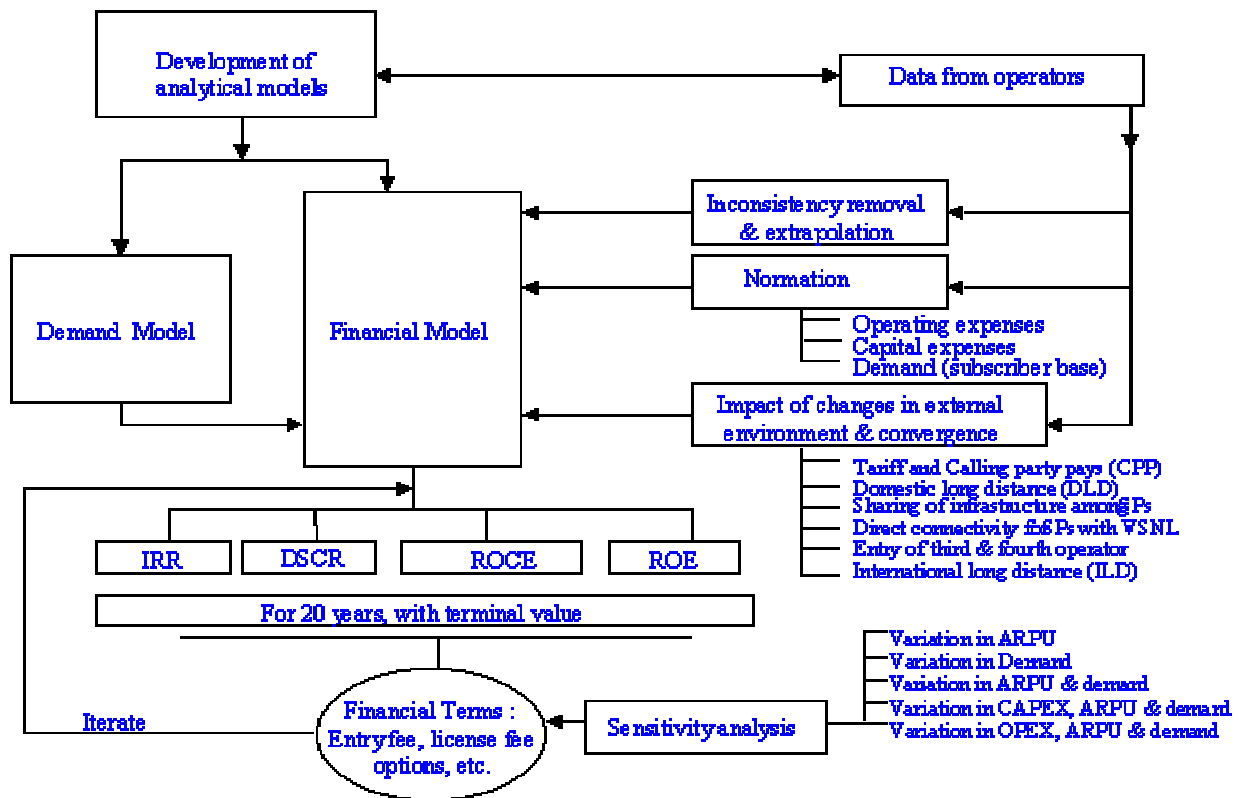 Development of
analytical models
Data from operators
Inconsistency removal
& extrapolation
Normation
Operating expenses
Capital expenses
Demand (subscriber base)
Demand Model
Financial Model
Impact of changes in external
environment & convergence
Tariff and Calling party pays (CPP)
Domestic long distance (DLD)
Sharing of infrastructure among SPs
Direct connectivity for SPs with VSNL
Entry of third & fourth operator
International long distance (ILD)
IRR
DSCR
ROCE
ROE
For 20 years, with terminal value
Variation in ARPU
Variation in Demand
Variation in ARPU & demand
Variation in CAPEX, ARPU & demand
Variation in OPEX, ARPU & demand
Iterate
Financial Terms :
Entry fee, license fee
options, etc.
Sensitivity analysis